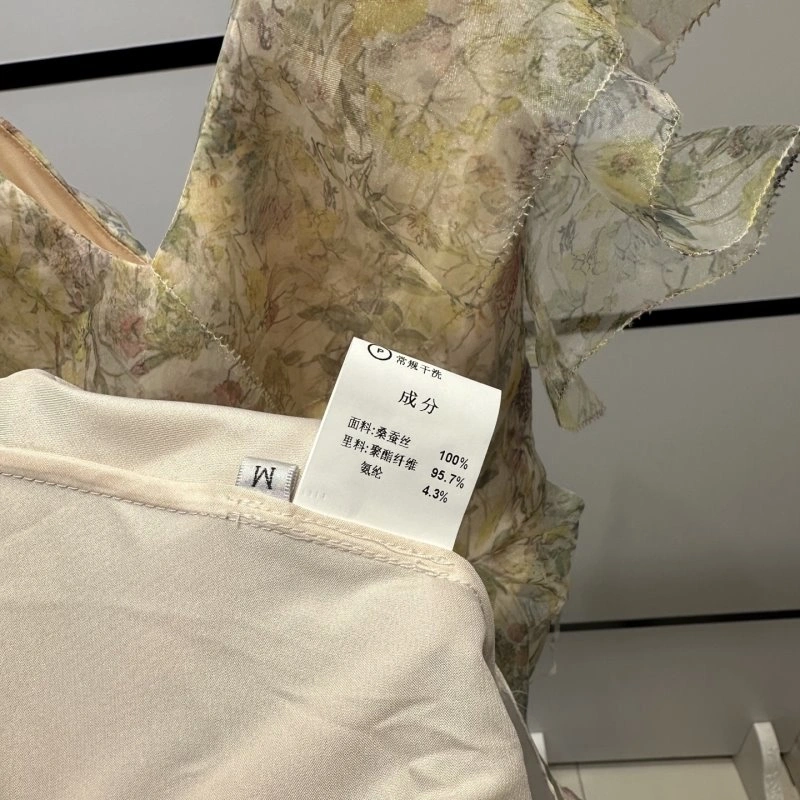 P 常规干洗
成分
面料:桑蚕丝 100%
里料:聚酯纤维 95.7%
氨纶 4.3%
M